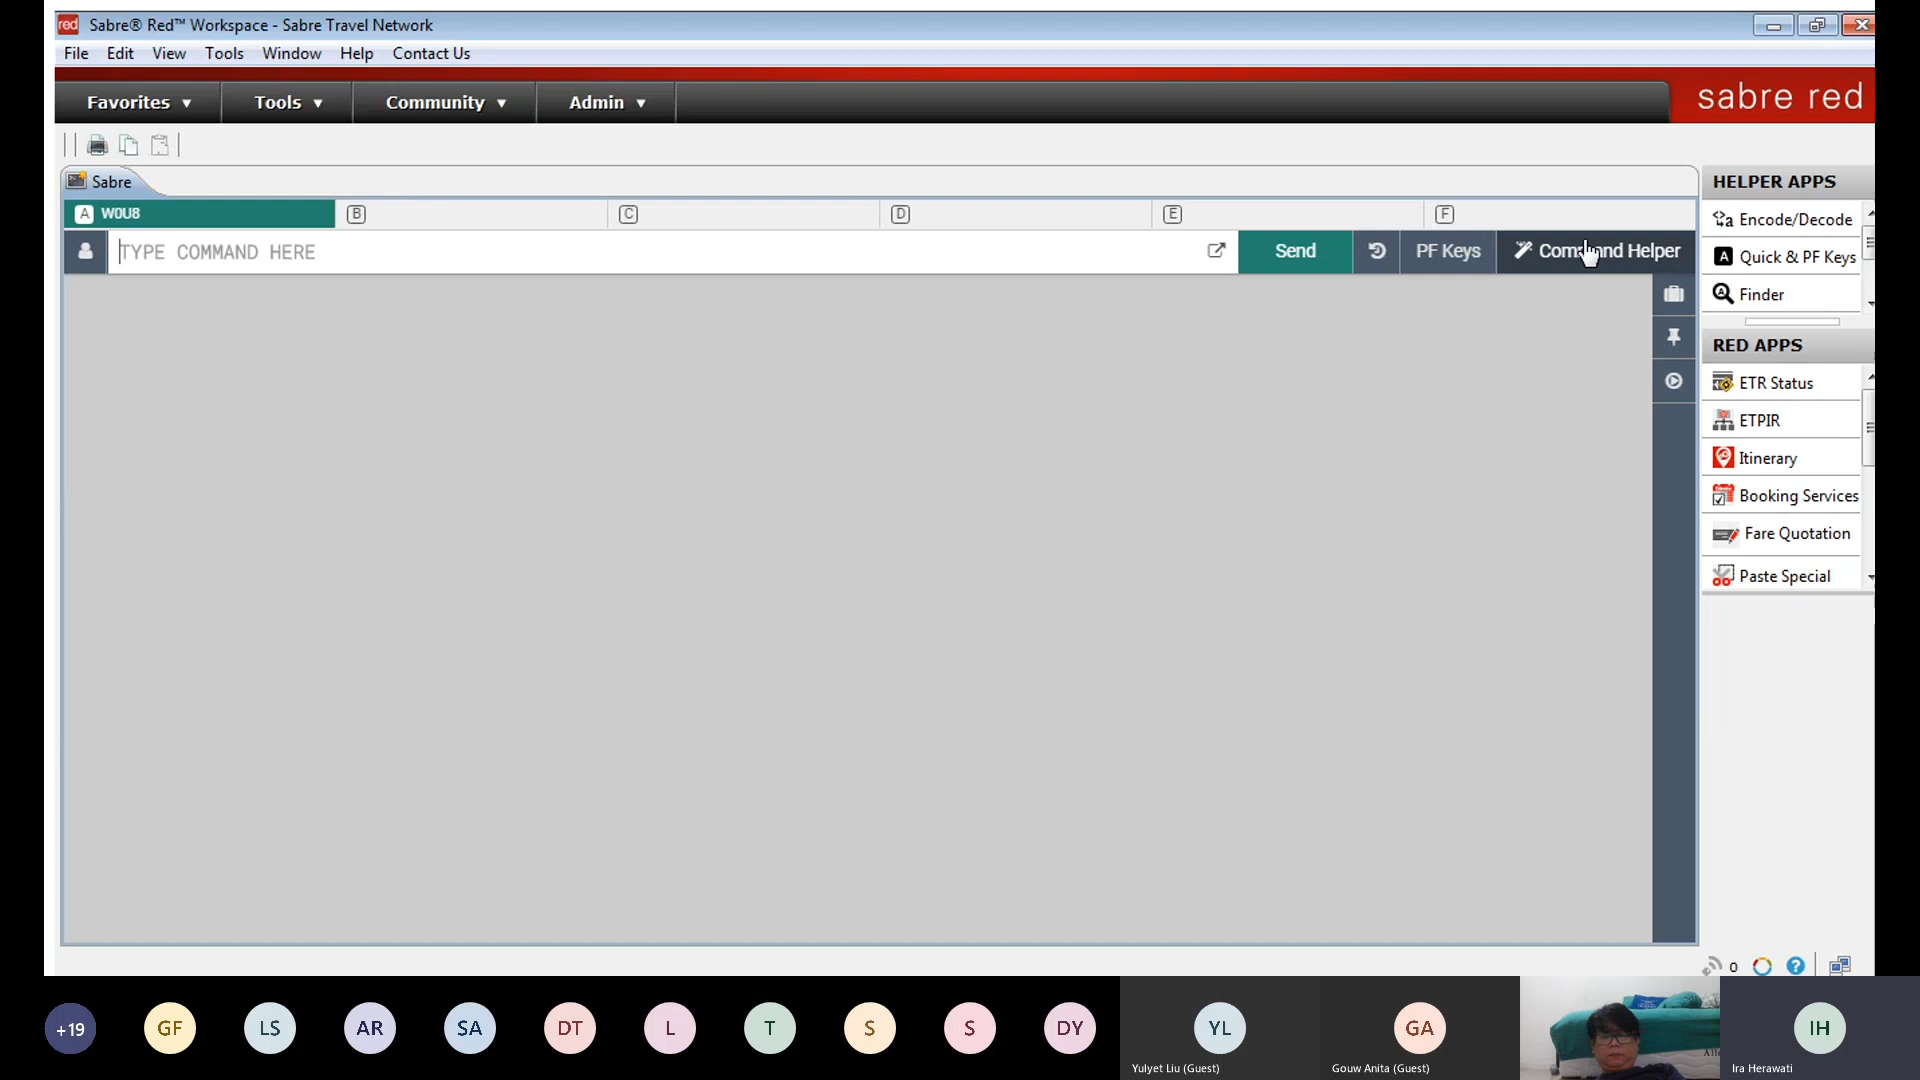 red Sabre® Red™ Workspace - Sabre Travel Network
File Edit View Tools Window Help Contact Us
Favorites ▼ Tools ▼ Community ▼ Admin ▼ sabre red
Sabre
A W0U8 B C D E F
TYPE COMMAND HERE Send PF Keys Command Helper
HELPER APPS
Encode/Decode
A Quick & PF Keys
Finder
RED APPS
ETR Status
ETPIR
Itinerary
Booking Services
Fare Quotation
Paste Special
0 ?
+19 GF LS AR SA DT L T S S DY YL GA IH
Yulyet Liu (Guest) Gouw Anita (Guest) Ira Herawati